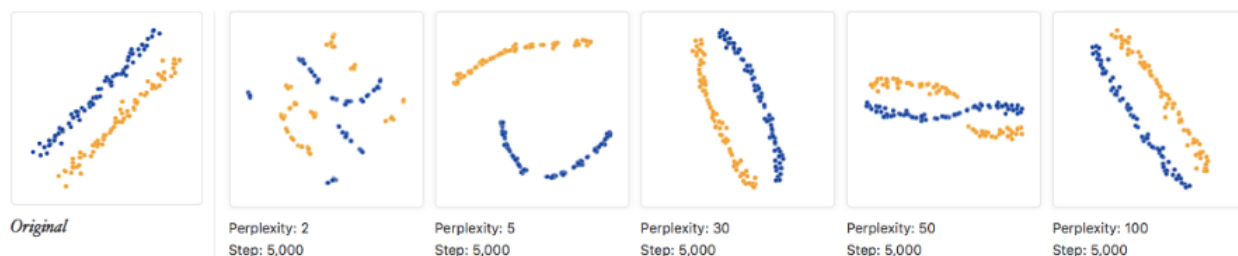 Original
Perplexity: 2
Step: 5,000
Perplexity: 5
Step: 5,000
Perplexity: 30
Step: 5,000
Perplexity: 50
Step: 5,000
Perplexity: 100
Step: 5,000